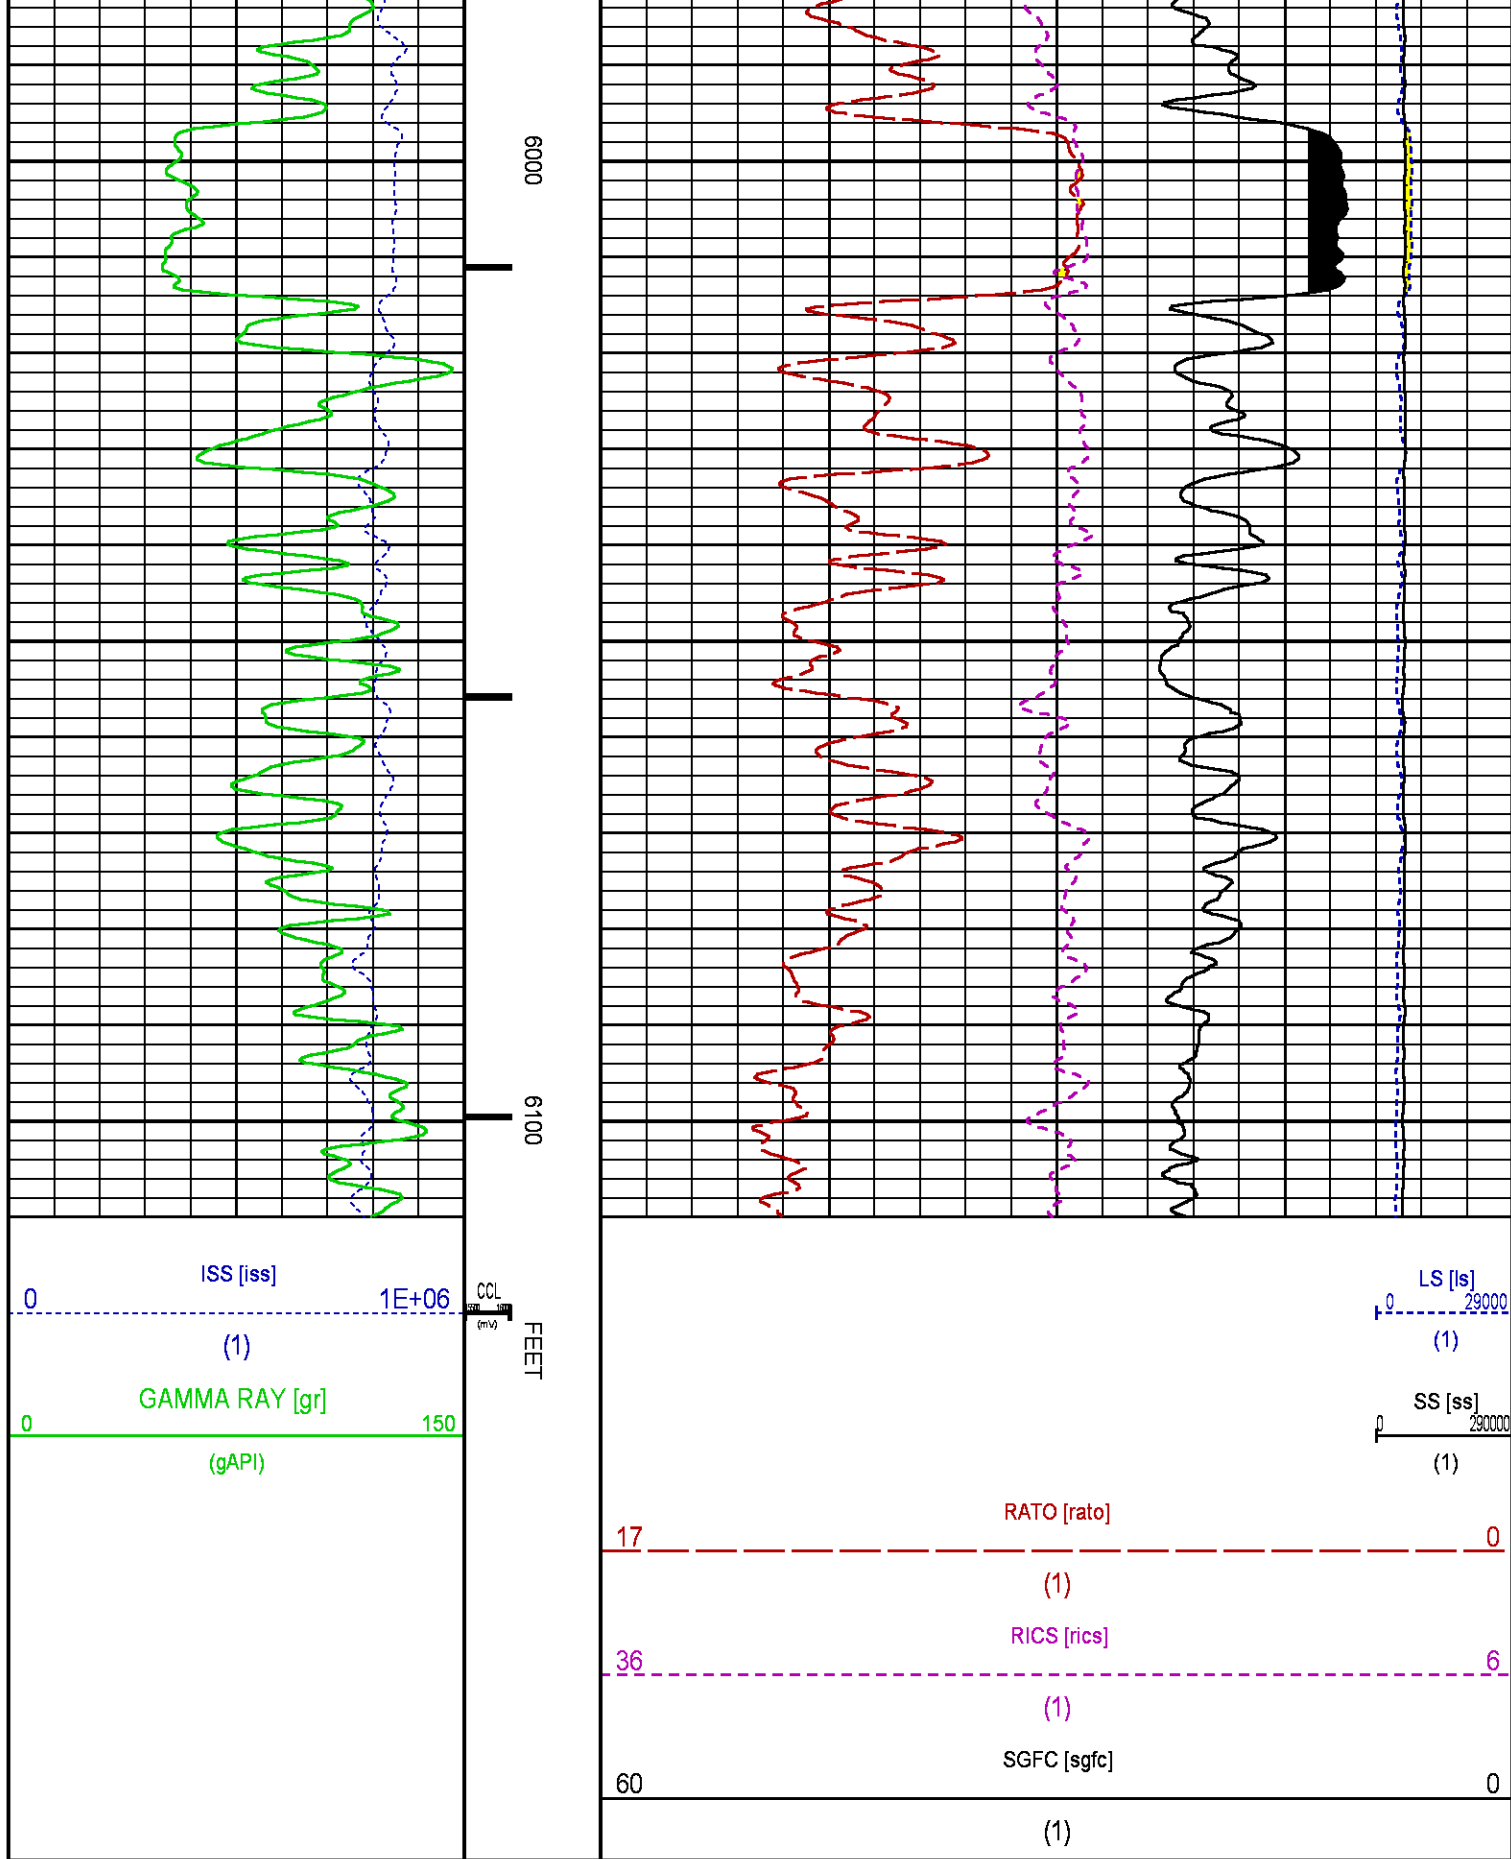 6000
6100
ISS [iss]
0 1E+06
(1)
GAMMA RAY [gr]
0 150
(gAPI)
CCL
(mV)
FEET
LS [ls]
0 29000
(1)
SS [ss]
0 290000
(1)
RATO [rato]
17 0
(1)
RICS [rics]
36 6
(1)
SGFC [sgfc]
60 0
(1)